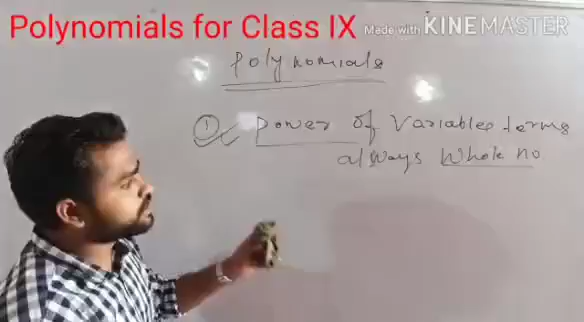 Polynomials for Class IX Made with KINEMASTER
Polynomials
① Power of Variables terms
always Whole no